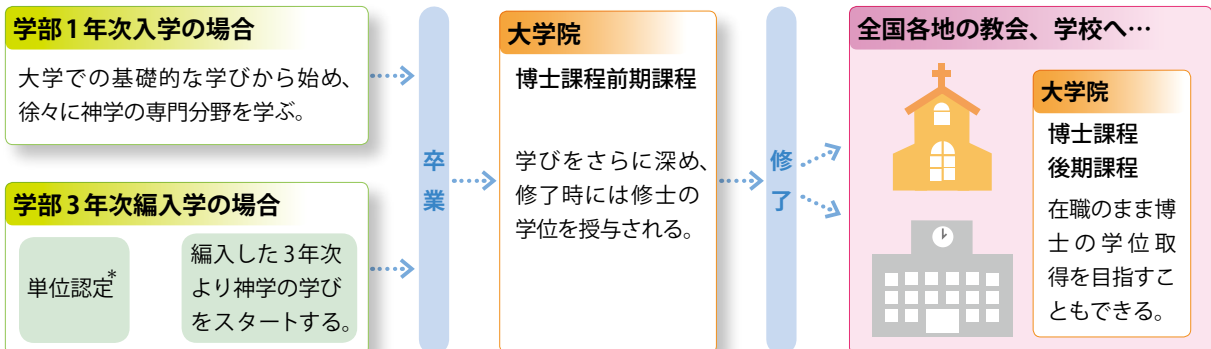 学部1年次入学の場合
大学での基礎的な学びから始め、
徐々に神学の専門分野を学ぶ。
学部3年次編入学の場合
単位認定*
編入した3年次
より神学の学び
をスタートする。
卒業
大学院
博士課程前期課程
学びをさらに深め、
修了時には修士の
学位を授与される。
修了
全国各地の教会、学校へ…
大学院
博士課程
後期課程
在職のまま博
士の学位取
得を目指すこ
ともできる。